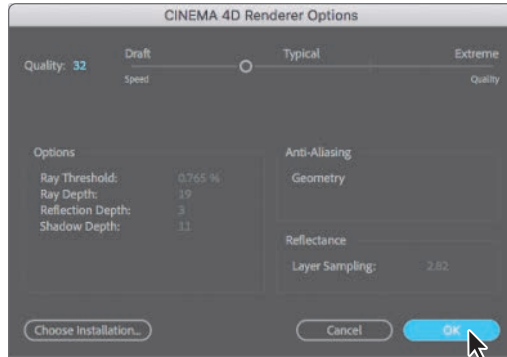 CINEMA 4D Renderer Options
Draft Typical Extreme
Quality: 32
Speed Quality
Options
Ray Threshold: 0.765 %
Ray Depth: 19
Reflection Depth: 3
Shadow Depth: 11
Anti-Aliasing
Geometry
Reflectance
Layer Sampling: 2.82
Choose Installation... Cancel OK